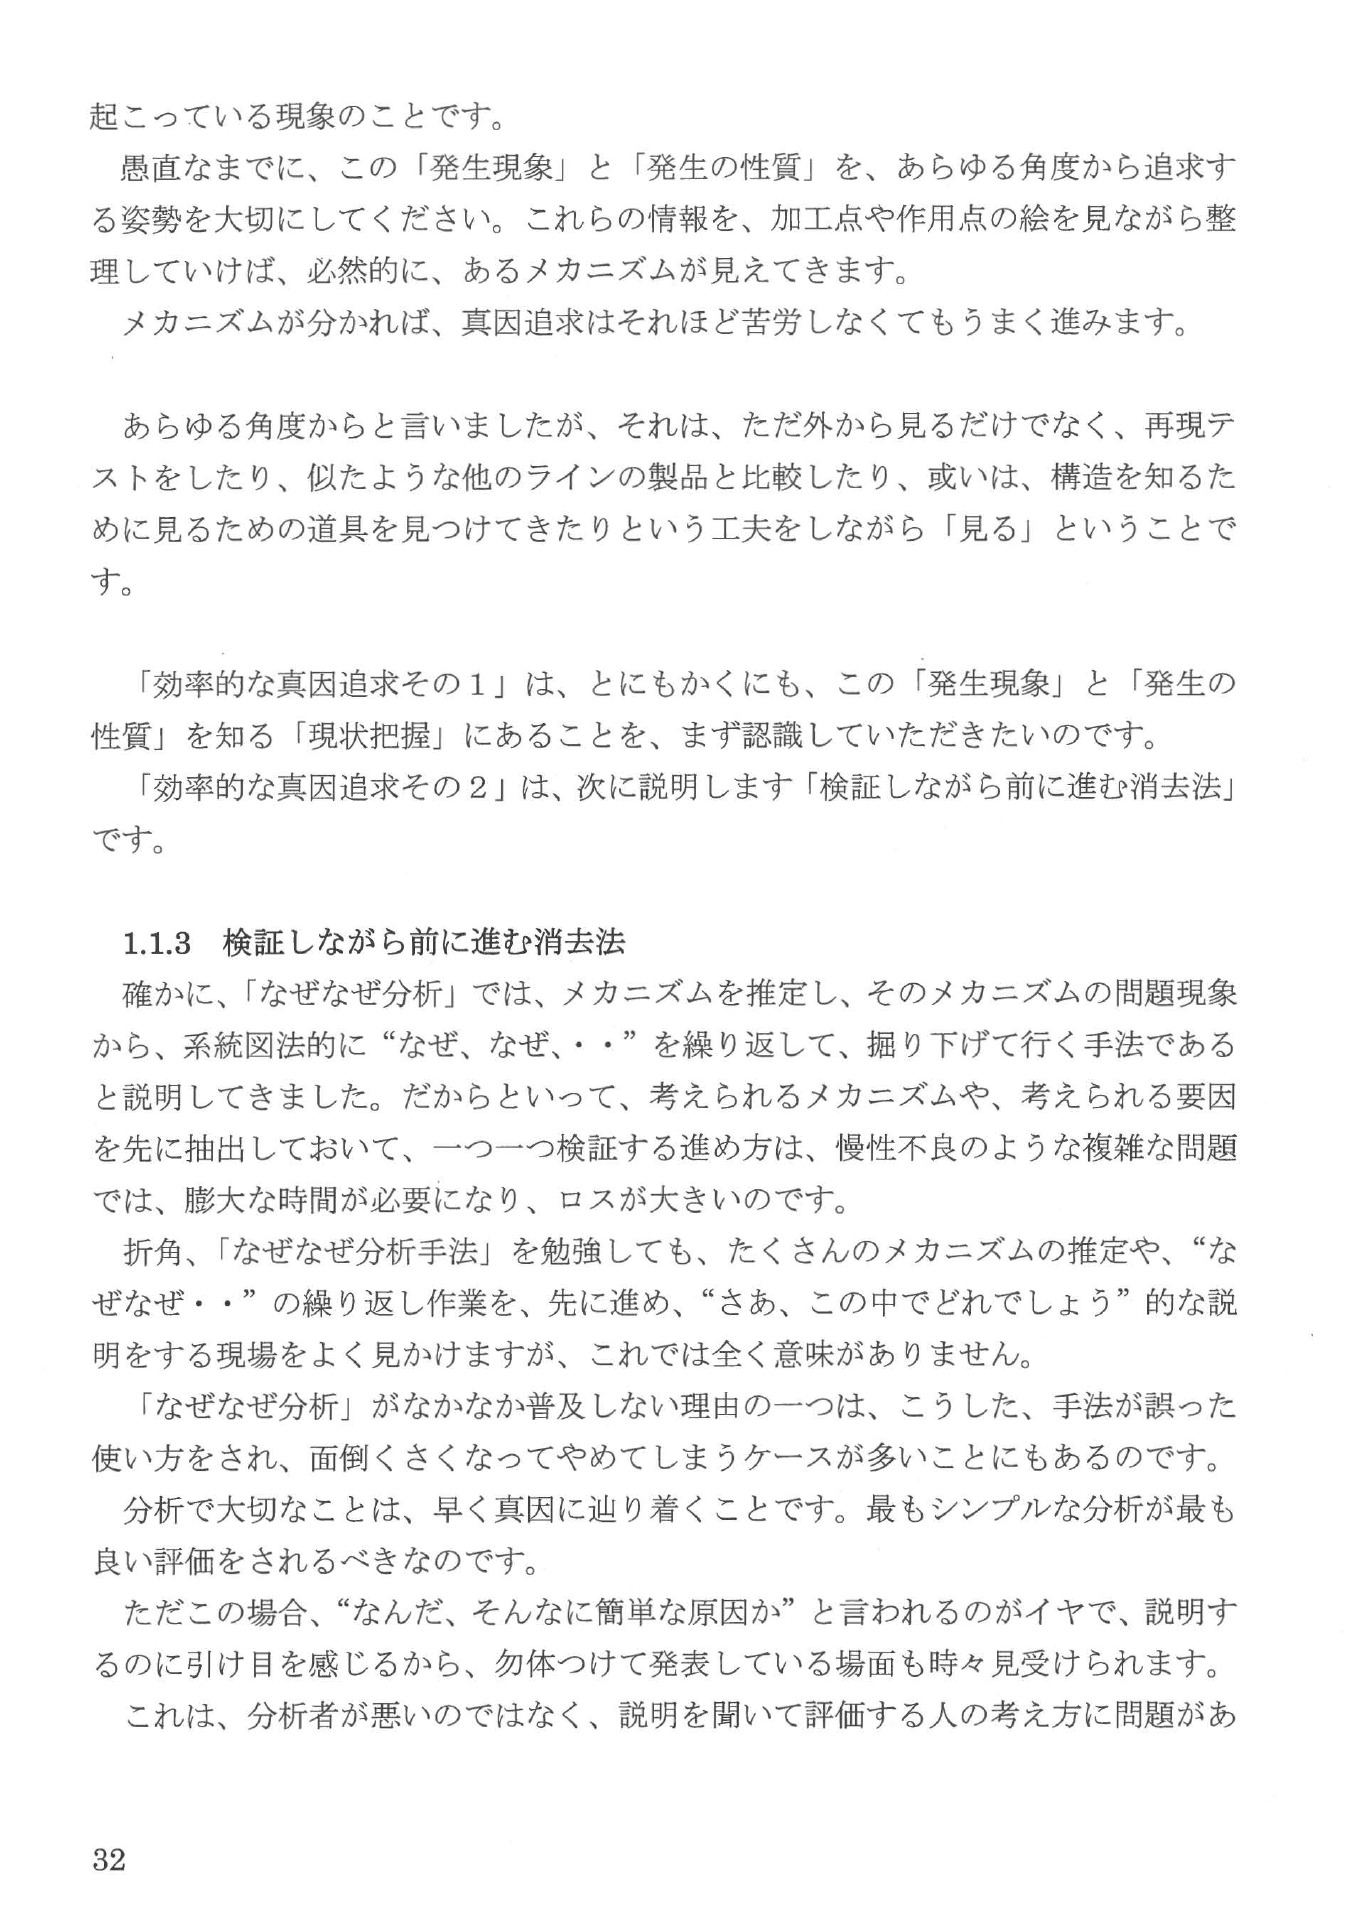 起こっている現象のことです。
愚直なまでに、この「発生現象」と「発生の性質」を、あらゆる角度から追求す
る姿勢を大切にしてください。これらの情報を、加工点や作用点の絵を見ながら整
理していけば、必然的に、あるメカニズムが見えてきます。
メカニズムが分かれば、真因追求はそれほど苦労しなくてもうまく進みます。
あらゆる角度からと言いましたが、それは、ただ外から見るだけでなく、再現テ
ストをしたり、似たような他のラインの製品と比較したり、或いは、構造を知るた
めに見るための道具を見つけてきたりという工夫をしながら「見る」ということで
す。
「効率的な真因追求その１」は、とにもかくにも、この「発生現象」と「発生の
性質」を知る「現状把握」にあることを、まず認識していただきたいのです。
「効率的な真因追求その２」は、次に説明します「検証しながら前に進む消去法」
です。
1.1.3　検証しながら前に進む消去法
確かに、「なぜなぜ分析」では、メカニズムを推定し、そのメカニズムの問題現象
から、系統図法的に“なぜ、なぜ、・・”を繰り返して、掘り下げて行く手法である
と説明してきました。だからといって、考えられるメカニズムや、考えられる要因
を先に抽出しておいて、一つ一つ検証する進め方は、慢性不良のような複雑な問題
では、膨大な時間が必要になり、ロスが大きいのです。
折角、「なぜなぜ分析手法」を勉強しても、たくさんのメカニズムの推定や、“な
ぜなぜ・・”の繰り返し作業を、先に進め、“さあ、この中でどれでしょう”的な説
明をする現場をよく見かけますが、これでは全く意味がありません。
「なぜなぜ分析」がなかなか普及しない理由の一つは、こうした、手法が誤った
使い方をされ、面倒くさくなってやめてしまうケースが多いことにもあるのです。
分析で大切なことは、早く真因に辿り着くことです。最もシンプルな分析が最も
良い評価をされるべきなのです。
ただこの場合、“なんだ、そんなに簡単な原因か”と言われるのがイヤで、説明す
るのに引け目を感じるから、勿体つけて発表している場面も時々見受けられます。
これは、分析者が悪いのではなく、説明を聞いて評価する人の考え方に問題があ
32